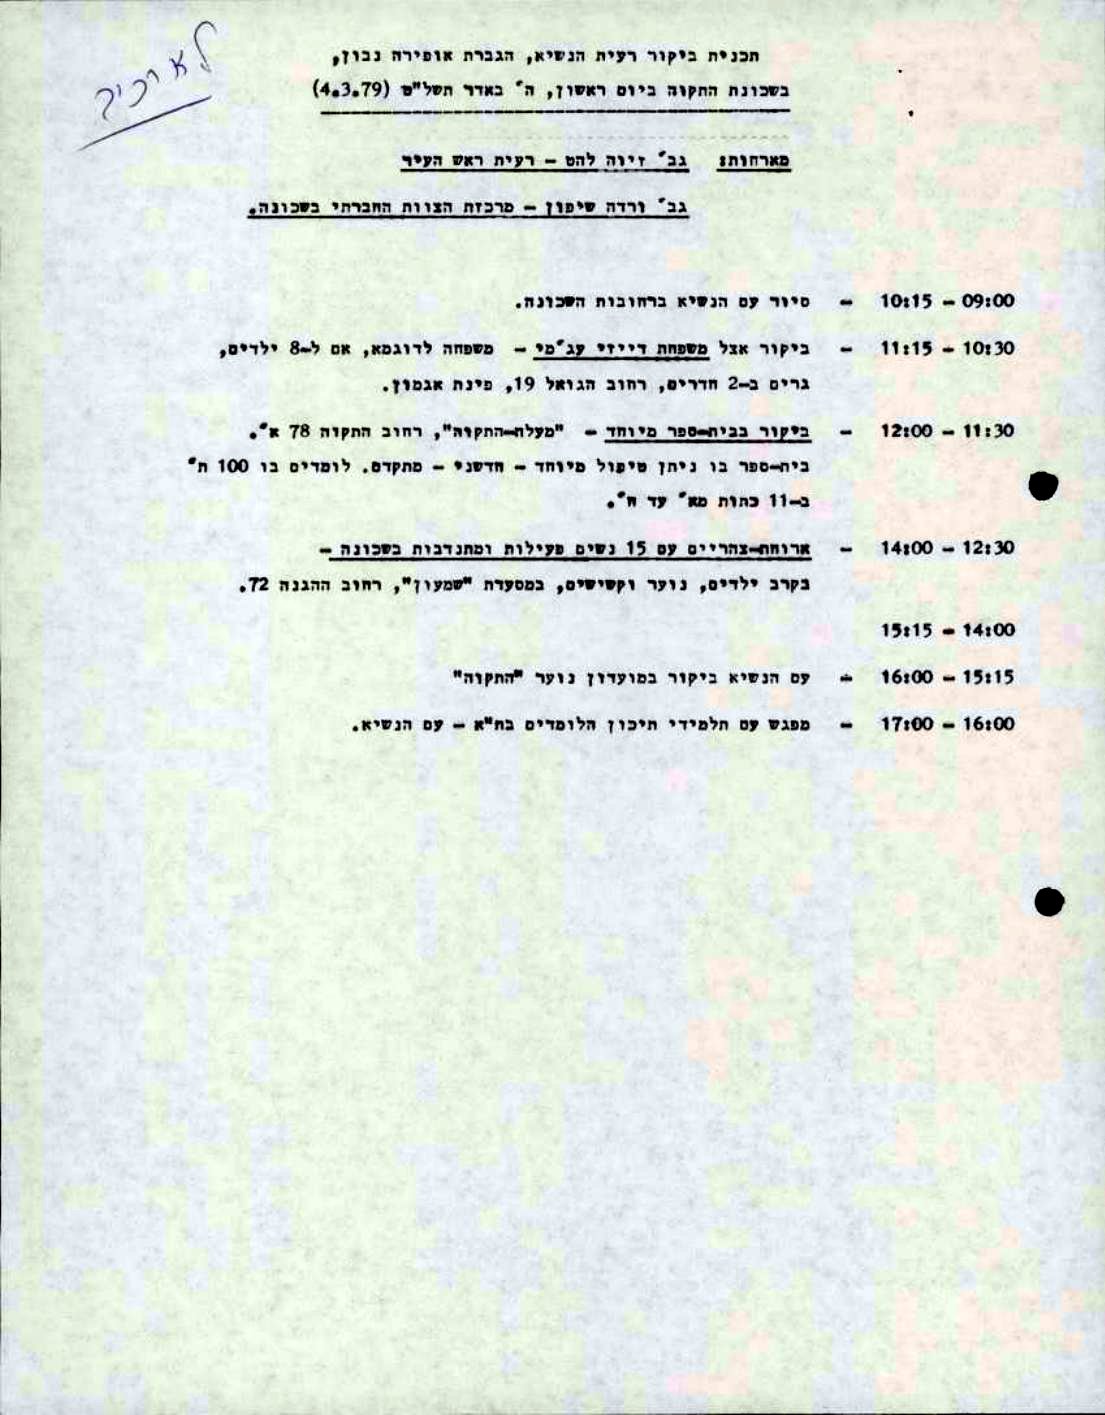 תכנית ביקור רעית הנשיא, הגברת אופירה נבון,
בשכונת התקוה ביום ראשון, ה' באדר תשל"ט (4.3.79)
מארחות: גב' זיוה להט - רעית ראש העיר
גב' ורדה שיפון - מרכזת הצוות החברתי בשכונה.
09:00 - 10:15 - סיור עם הנשיא ברחובות השכונה.
10:30 - 11:15 - ביקור אצל משפחת דייזי עג'מי - משפחה לדוגמא, אם ל-8 ילדים,
גרים ב-2 חדרים, רחוב הגואל 19, פינת אגמון.
11:30 - 12:00 - ביקור בבית-ספר מיוחד - "מעלה-התקוה", רחוב התקוה 78 א'.
בית-ספר בו ניתן טיפול מיוחד - חדשני - מתקדם. לומדים בו 100 ת'
ב-11 כתות מא' עד ח'.
12:30 - 14:00 - ארוחת-צהריים עם 15 נשים פעילות ומתנדבות בשכונה -
בקרב ילדים, נוער וקשישים, במסעדת "שמעון", רחוב ההגנה 72.
14:00 - 15:15
15:15 - 16:00 - עם הנשיא ביקור במועדון נוער "התקוה"
16:00 - 17:00 - מפגש עם תלמידי תיכון הלומדים בת"א - עם הנשיא.